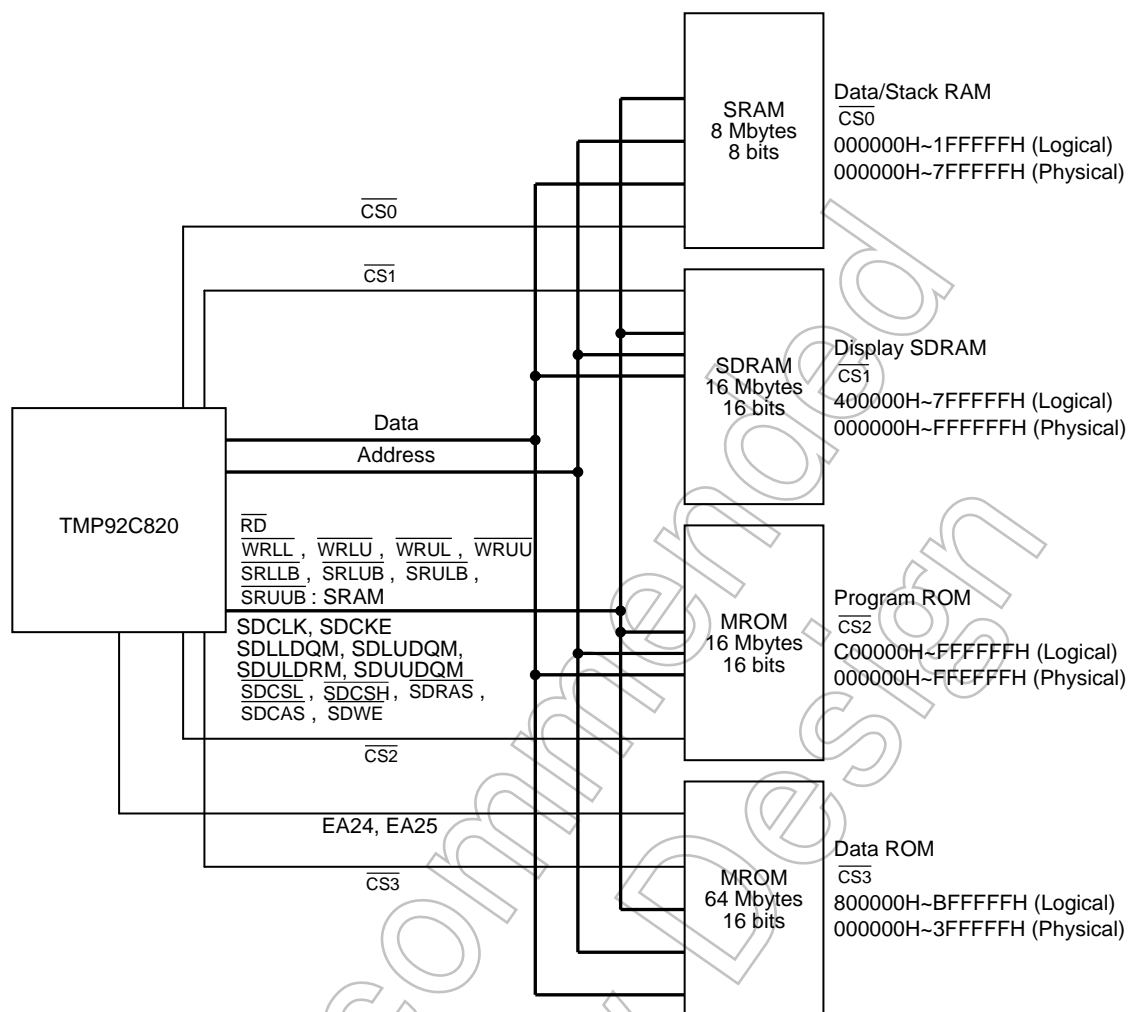 SRAM
8 Mbytes
8 bits
Data/Stack RAM
CS0
000000H~1FFFFFH (Logical)
000000H~7FFFFFH (Physical)
CS0
CS1
SDRAM
16 Mbytes
16 bits
Display SDRAM
CS1
400000H~7FFFFFH (Logical)
000000H~FFFFFFH (Physical)
TMP92C820
Data
Address
RD
WRLL , WRLU , WRUL , WRUU
SRLLB , SRLUB , SRULB ,
SRUUB : SRAM
SDCLK, SDCKE
SDLLDQM, SDLUDQM,
SDULDRM, SDUUDQM
SDCSL , SDCSH , SDRAS ,
SDCAS , SDWE
CS2
MROM
16 Mbytes
16 bits
Program ROM
CS2
C00000H~FFFFFFH (Logical)
000000H~FFFFFFH (Physical)
EA24, EA25
CS3
MROM
64 Mbytes
16 bits
Data ROM
CS3
800000H~BFFFFFH (Logical)
000000H~3FFFFFH (Physical)
commended
Design